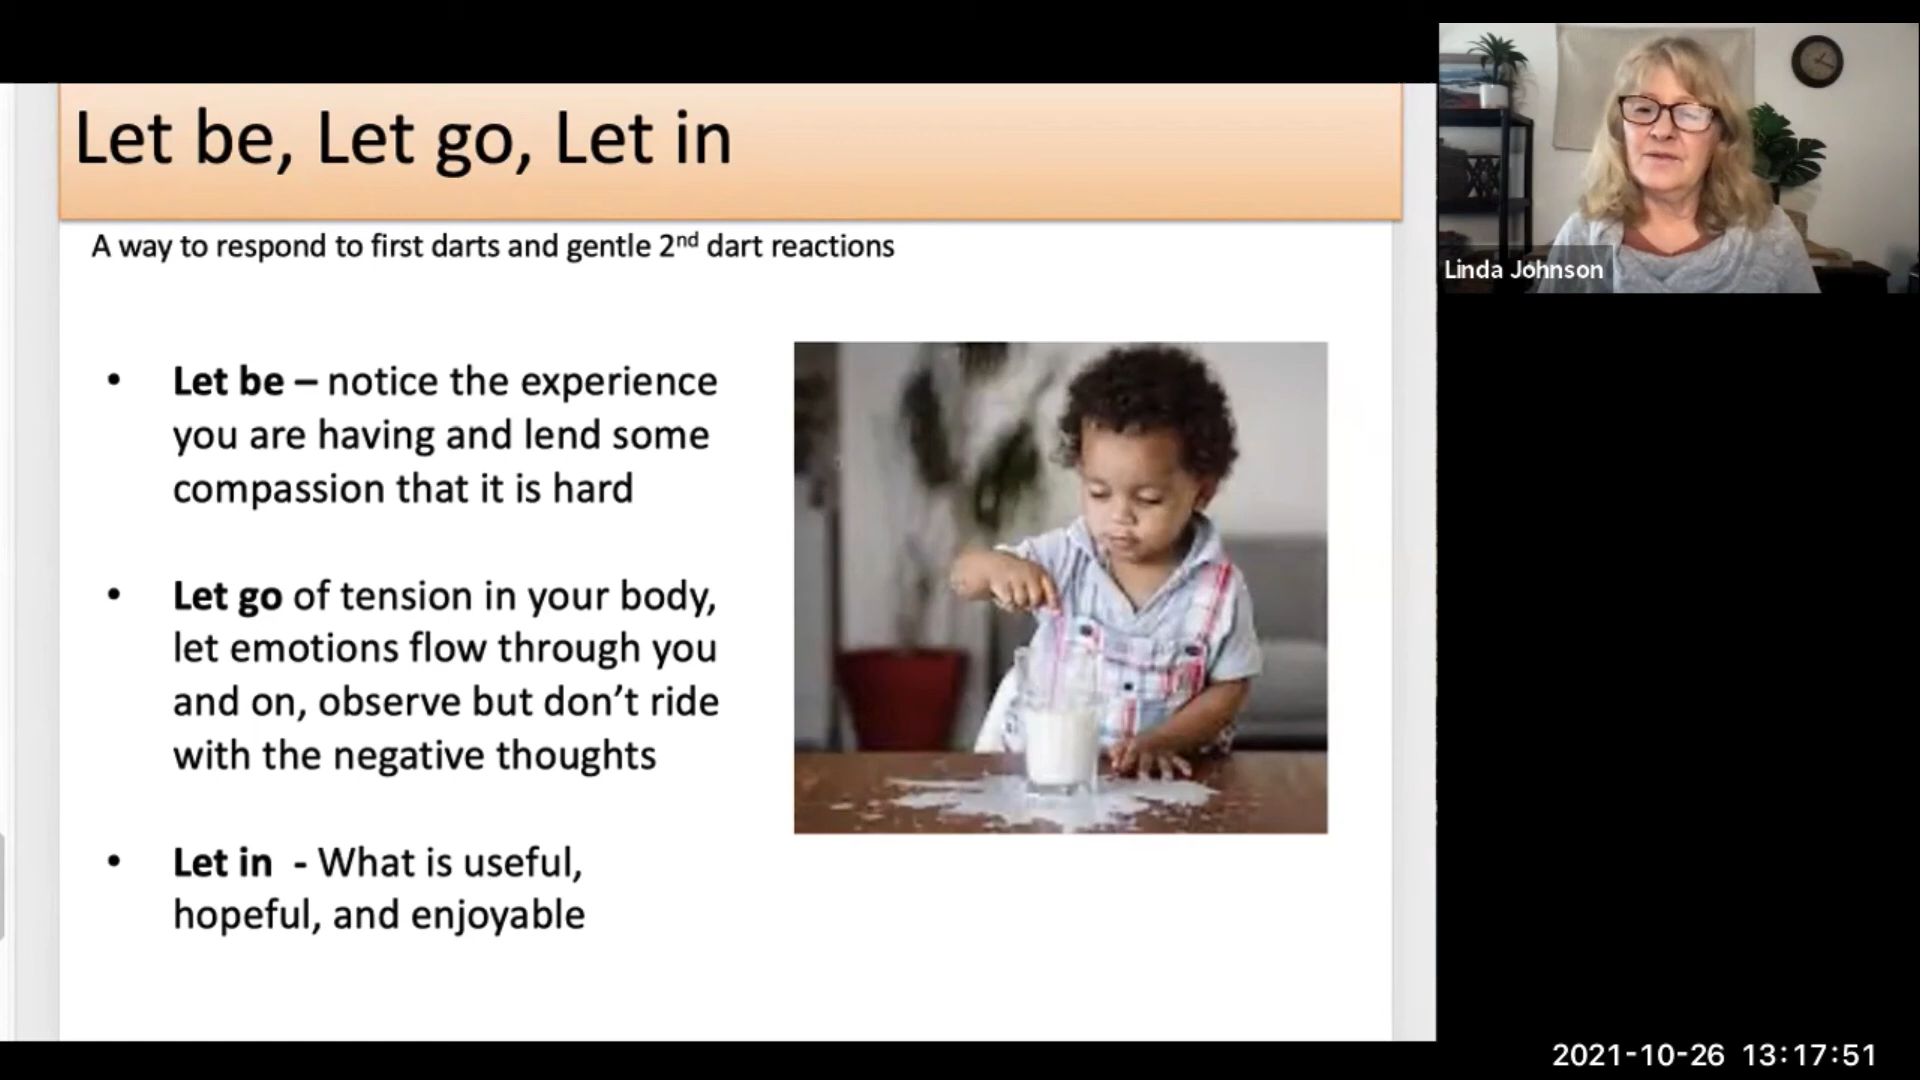 Let be, Let go, Let in
A way to respond to first darts and gentle 2nd dart reactions
• Let be – notice the experience
you are having and lend some
compassion that it is hard
• Let go of tension in your body,
let emotions flow through you
and on, observe but don’t ride
with the negative thoughts
• Let in - What is useful,
hopeful, and enjoyable
Linda Johnson
2021-10-26 13:17:51